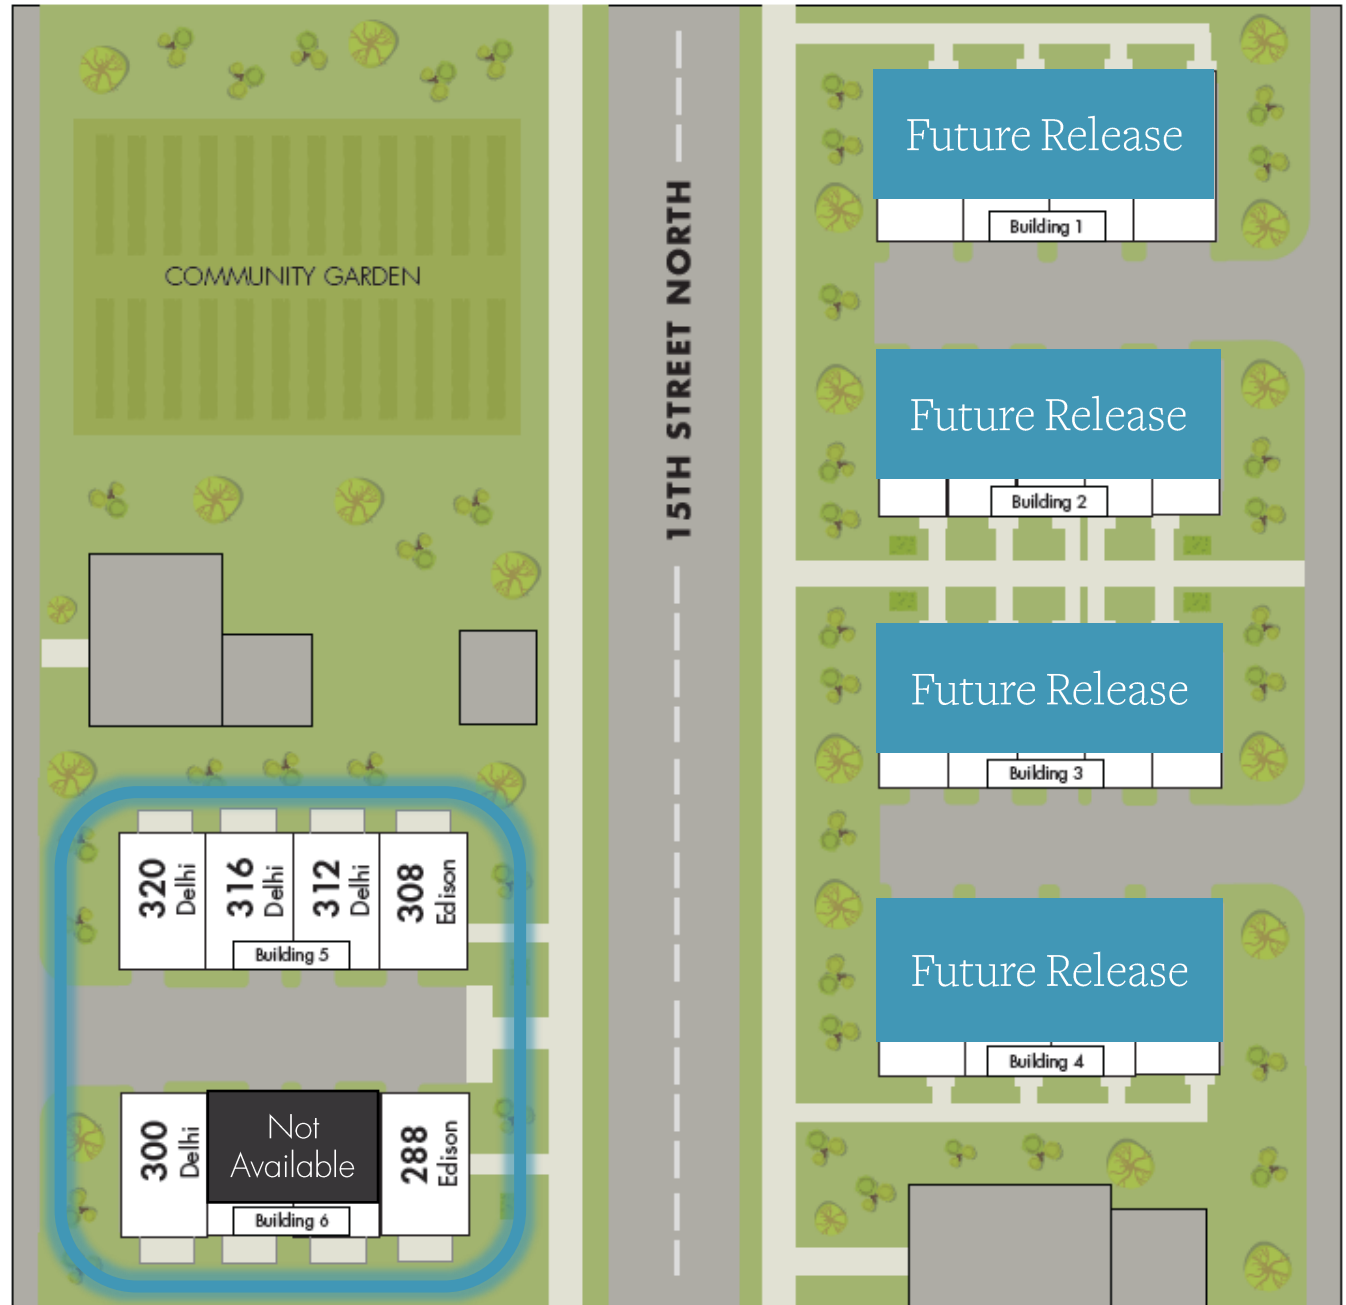 COMMUNITY GARDEN
15TH STREET NORTH
Future Release
Building 1
Future Release
Building 2
Future Release
Building 3
Future Release
Building 4
320
Delhi
316
Delhi
312
Delhi
308
Edison
Building 5
300
Delhi
Not
Available
288
Edison
Building 6